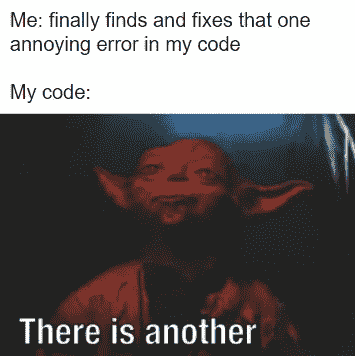 Me: finally finds and fixes that one
annoying error in my code
My code:
There is another